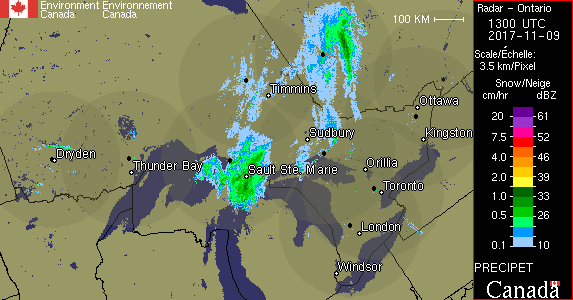 Environment Environnement
Canada Canada
Radar - Ontario
1300 UTC
2017-11-09
100 KM
Scale/Échelle:
3.5 km/Pixel
Snow/Neige
cm/hr dBZ
20 61
7.5 52
4.0 46
2.0 39
1.0 33
0.5 26
0.1 10
PRECIPET
Canada
Timmins
Ottawa
Sudbury
Kingston
Dryden
Thunder Bay
Sault Ste. Marie
Orillia
Toronto
London
Windsor